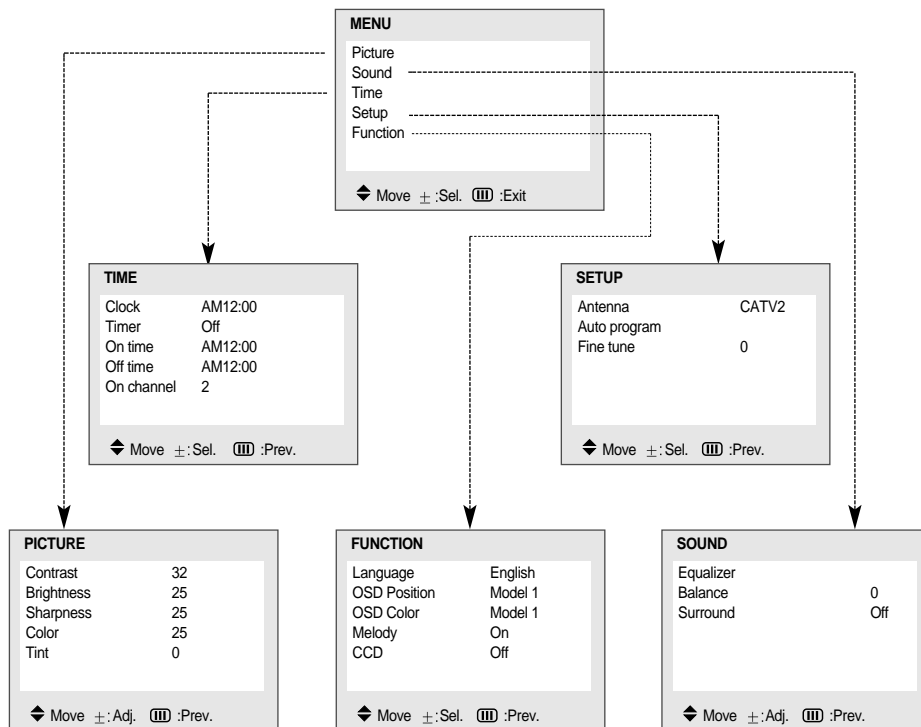 MENU
Picture
Sound
Time
Setup
Function
Move ± :Sel. :Exit
TIME
Clock AM12:00
Timer Off
On time AM12:00
Off time AM12:00
On channel 2
Move ±:Sel. :Prev.
SETUP
Antenna CATV2
Auto program
Fine tune 0
Move ±:Sel. :Prev.
PICTURE
Contrast 32
Brightness 25
Sharpness 25
Color 25
Tint 0
Move ±:Adj. :Prev.
FUNCTION
Language English
OSD Position Model 1
OSD Color Model 1
Melody On
CCD Off
Move ±:Sel. :Prev.
SOUND
Equalizer
Balance 0
Surround Off
Move ±:Adj. :Prev.